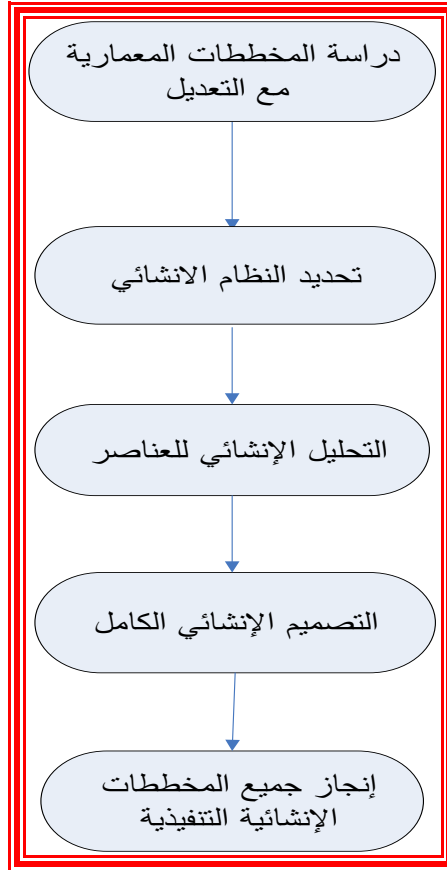 دراسة المخططات المعمارية
مع التعديل
تحديد النظام الانشائي
التحليل الإنشائي للعناصر
التصميم الإنشائي الكامل
إنجاز جميع المخططات
الإنشائية التنفيذية